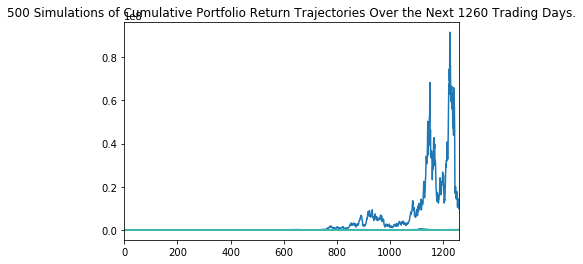 500 Simulations of Cumulative Portfolio Return Trajectories Over the Next 1260 Trading Days.
1e8
0.8
0.6
0.4
0.2
0.0
0 200 400 600 800 1000 1200